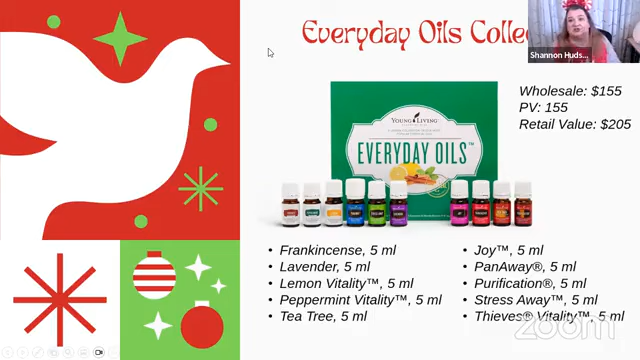 Everyday Oils Colle
Shannon Huds...
Wholesale: $155
PV: 155
Retail Value: $205
YOUNG LIVING
EVERYDAY OILS™
• Frankincense, 5 ml
• Lavender, 5 ml
• Lemon Vitality™, 5 ml
• Peppermint Vitality™, 5 ml
• Tea Tree, 5 ml
• Joy™, 5 ml
• PanAway®, 5 ml
• Purification®, 5 ml
• Stress Away™, 5 ml
• Thieves® Vitality™, 5 ml
zoom